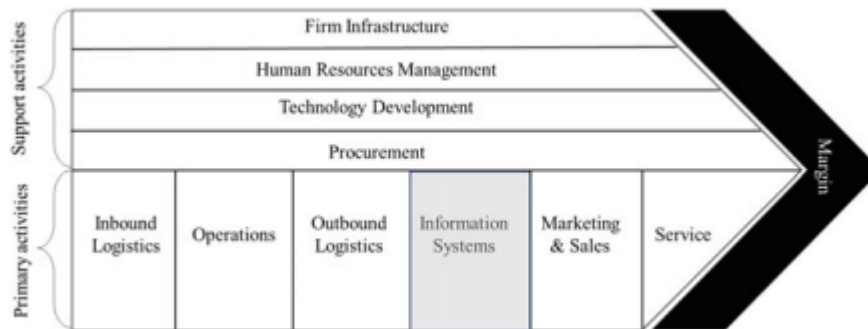 Support activities
Firm Infrastructure
Human Resources Management
Technology Development
Procurement
Primary activities
Inbound
Logistics
Operations
Outbound
Logistics
Information
Systems
Marketing
& Sales
Service
Margin